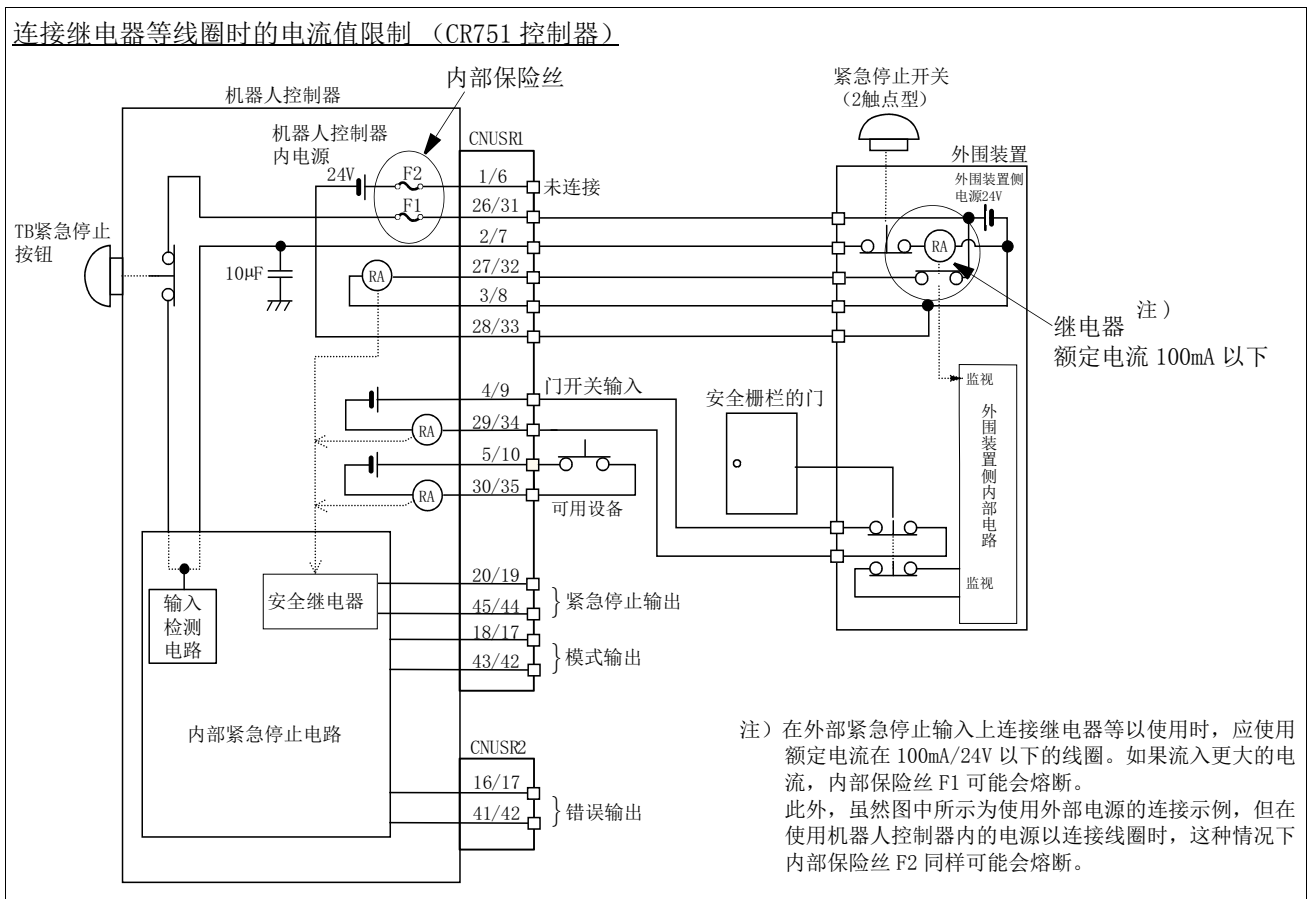 连接继电器等线圈时的电流值限制 （CR751 控制器）
内部保险丝
紧急停止开关
（2触点型）
机器人控制器
外围装置
机器人控制器
内电源
CNUSR1
外围装置侧
电源24V
24V
F2
1/6
未连接
F1
26/31
TB紧急停止
按钮
2/7
RA
10μF
RA
27/32
3/8
注）
继电器
额定电流 100mA 以下
28/33
监视
4/9
门开关输入
安全栅栏的门
外围装置侧内部电路
RA
29/34
5/10
RA
30/35
可用设备
监视
20/19
安全继电器
紧急停止输出
45/44
输入
检测
电路
18/17
模式输出
43/42
内部紧急停止电路
CNUSR2
16/17
错误输出
41/42
注）在外部紧急停止输入上连接继电器等以使用时，应使用
额定电流在 100mA/24V 以下的线圈。如果流入更大的电
流，内部保险丝 F1 可能会熔断。
此外，虽然图中所示为使用外部电源的连接示例，但在
使用机器人控制器内的电源以连接线圈时，这种情况下
内部保险丝 F2 同样可能会熔断。